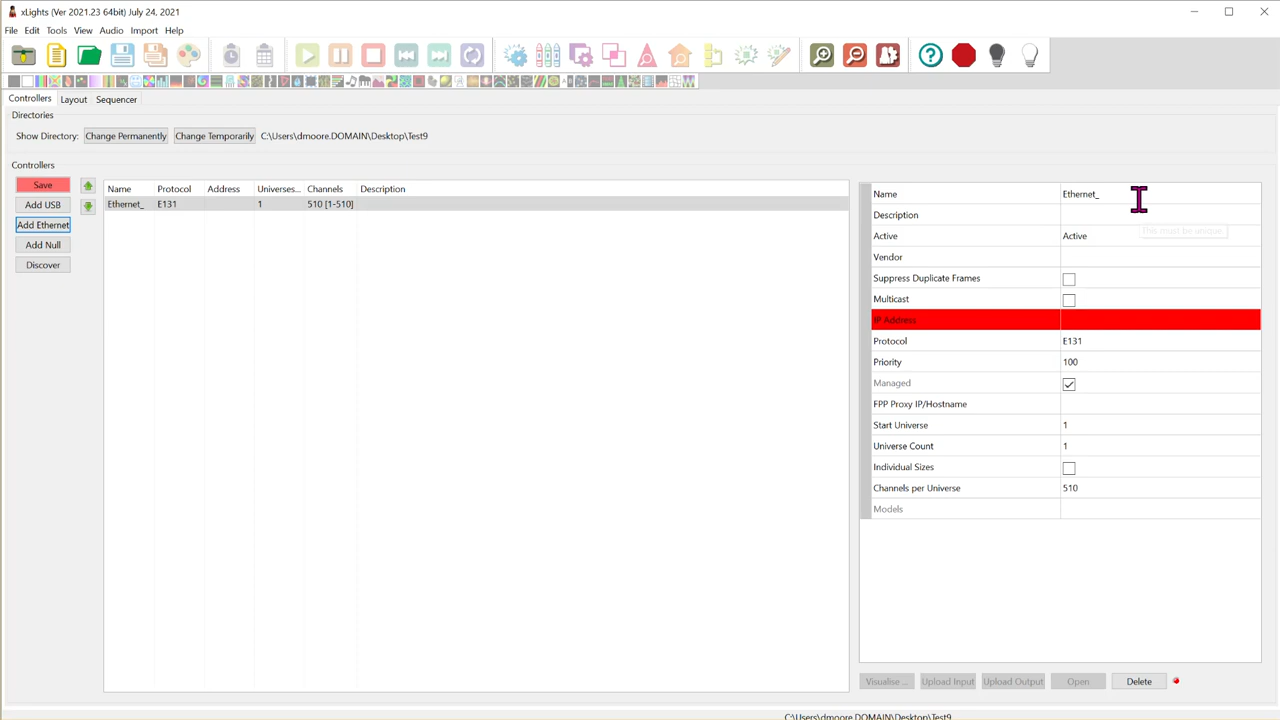 xLights (Ver 2021.23 64bit) July 24, 2021
File Edit Tools View Audio Import Help
Controllers Layout Sequencer
Directories
Show Directory: Change Permanently Change Temporarily C:\Users\dmoore.DOMAIN\Desktop\Test9
Controllers
Save
Add USB
Add Ethernet
Add Null
Discover
Name Protocol Address Universes... Channels Description
Ethernet_ E131 1 510 [1-510]
Name Ethernet_
Description
This must be unique
Active Active
Vendor
Suppress Duplicate Frames
Multicast
IP Address
Protocol E131
Priority 100
Managed
FPP Proxy IP/Hostname
Start Universe 1
Universe Count 1
Individual Sizes
Channels per Universe 510
Models
Visualise ... Upload Input Upload Output Open Delete
C:\Users\dmoore.DOMAIN\Desktop\Test9